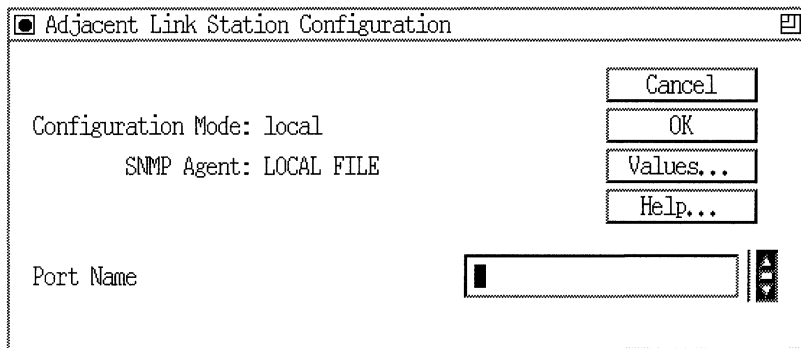 Adjacent Link Station Configuration
Cancel
Configuration Mode: local
OK
SNMP Agent: LOCAL FILE
Values...
Help...
Port Name